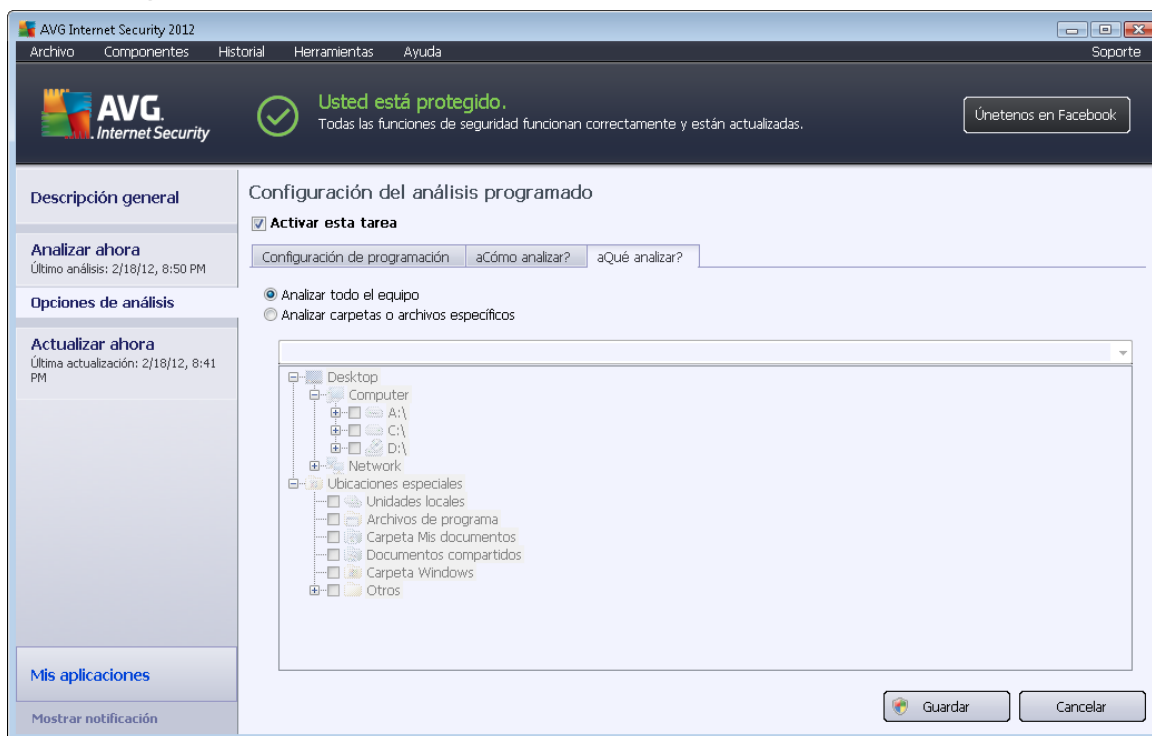 AVG Internet Security 2012
Archivo Componentes Historial Herramientas Ayuda Soporte
AVG.
Internet Security
Usted está protegido.
Todas las funciones de seguridad funcionan correctamente y están actualizadas.
Únetenos en Facebook
Descripción general
Analizar ahora
Último análisis: 2/18/12, 8:50 PM
Opciones de análisis
Actualizar ahora
Última actualización: 2/18/12, 8:41
PM
Mis aplicaciones
Mostrar notificación
Configuración del análisis programado
Activar esta tarea
Configuración de programación aCómo analizar? aQué analizar?
Analizar todo el equipo
Analizar carpetas o archivos específicos
Desktop
Computer
A:\
C:\
D:\
Network
Ubicaciones especiales
Unidades locales
Archivos de programa
Carpeta Mis documentos
Documentos compartidos
Carpeta Windows
Otros
Guardar Cancelar